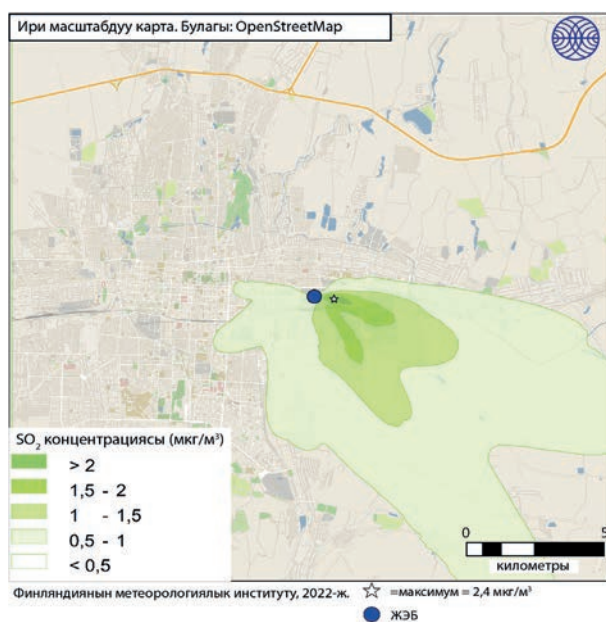 Ири масштабдуу карта. Булагы: OpenStreetMap
SO₂ концентрациясы (мкг/м³)
> 2
1,5 - 2
1 - 1,5
0,5 - 1
< 0,5
0 5
километры
Финляндиянын метеорологиялык институту, 2022-ж.
=максимум = 2,4 мкг/м³
ЖЭБ